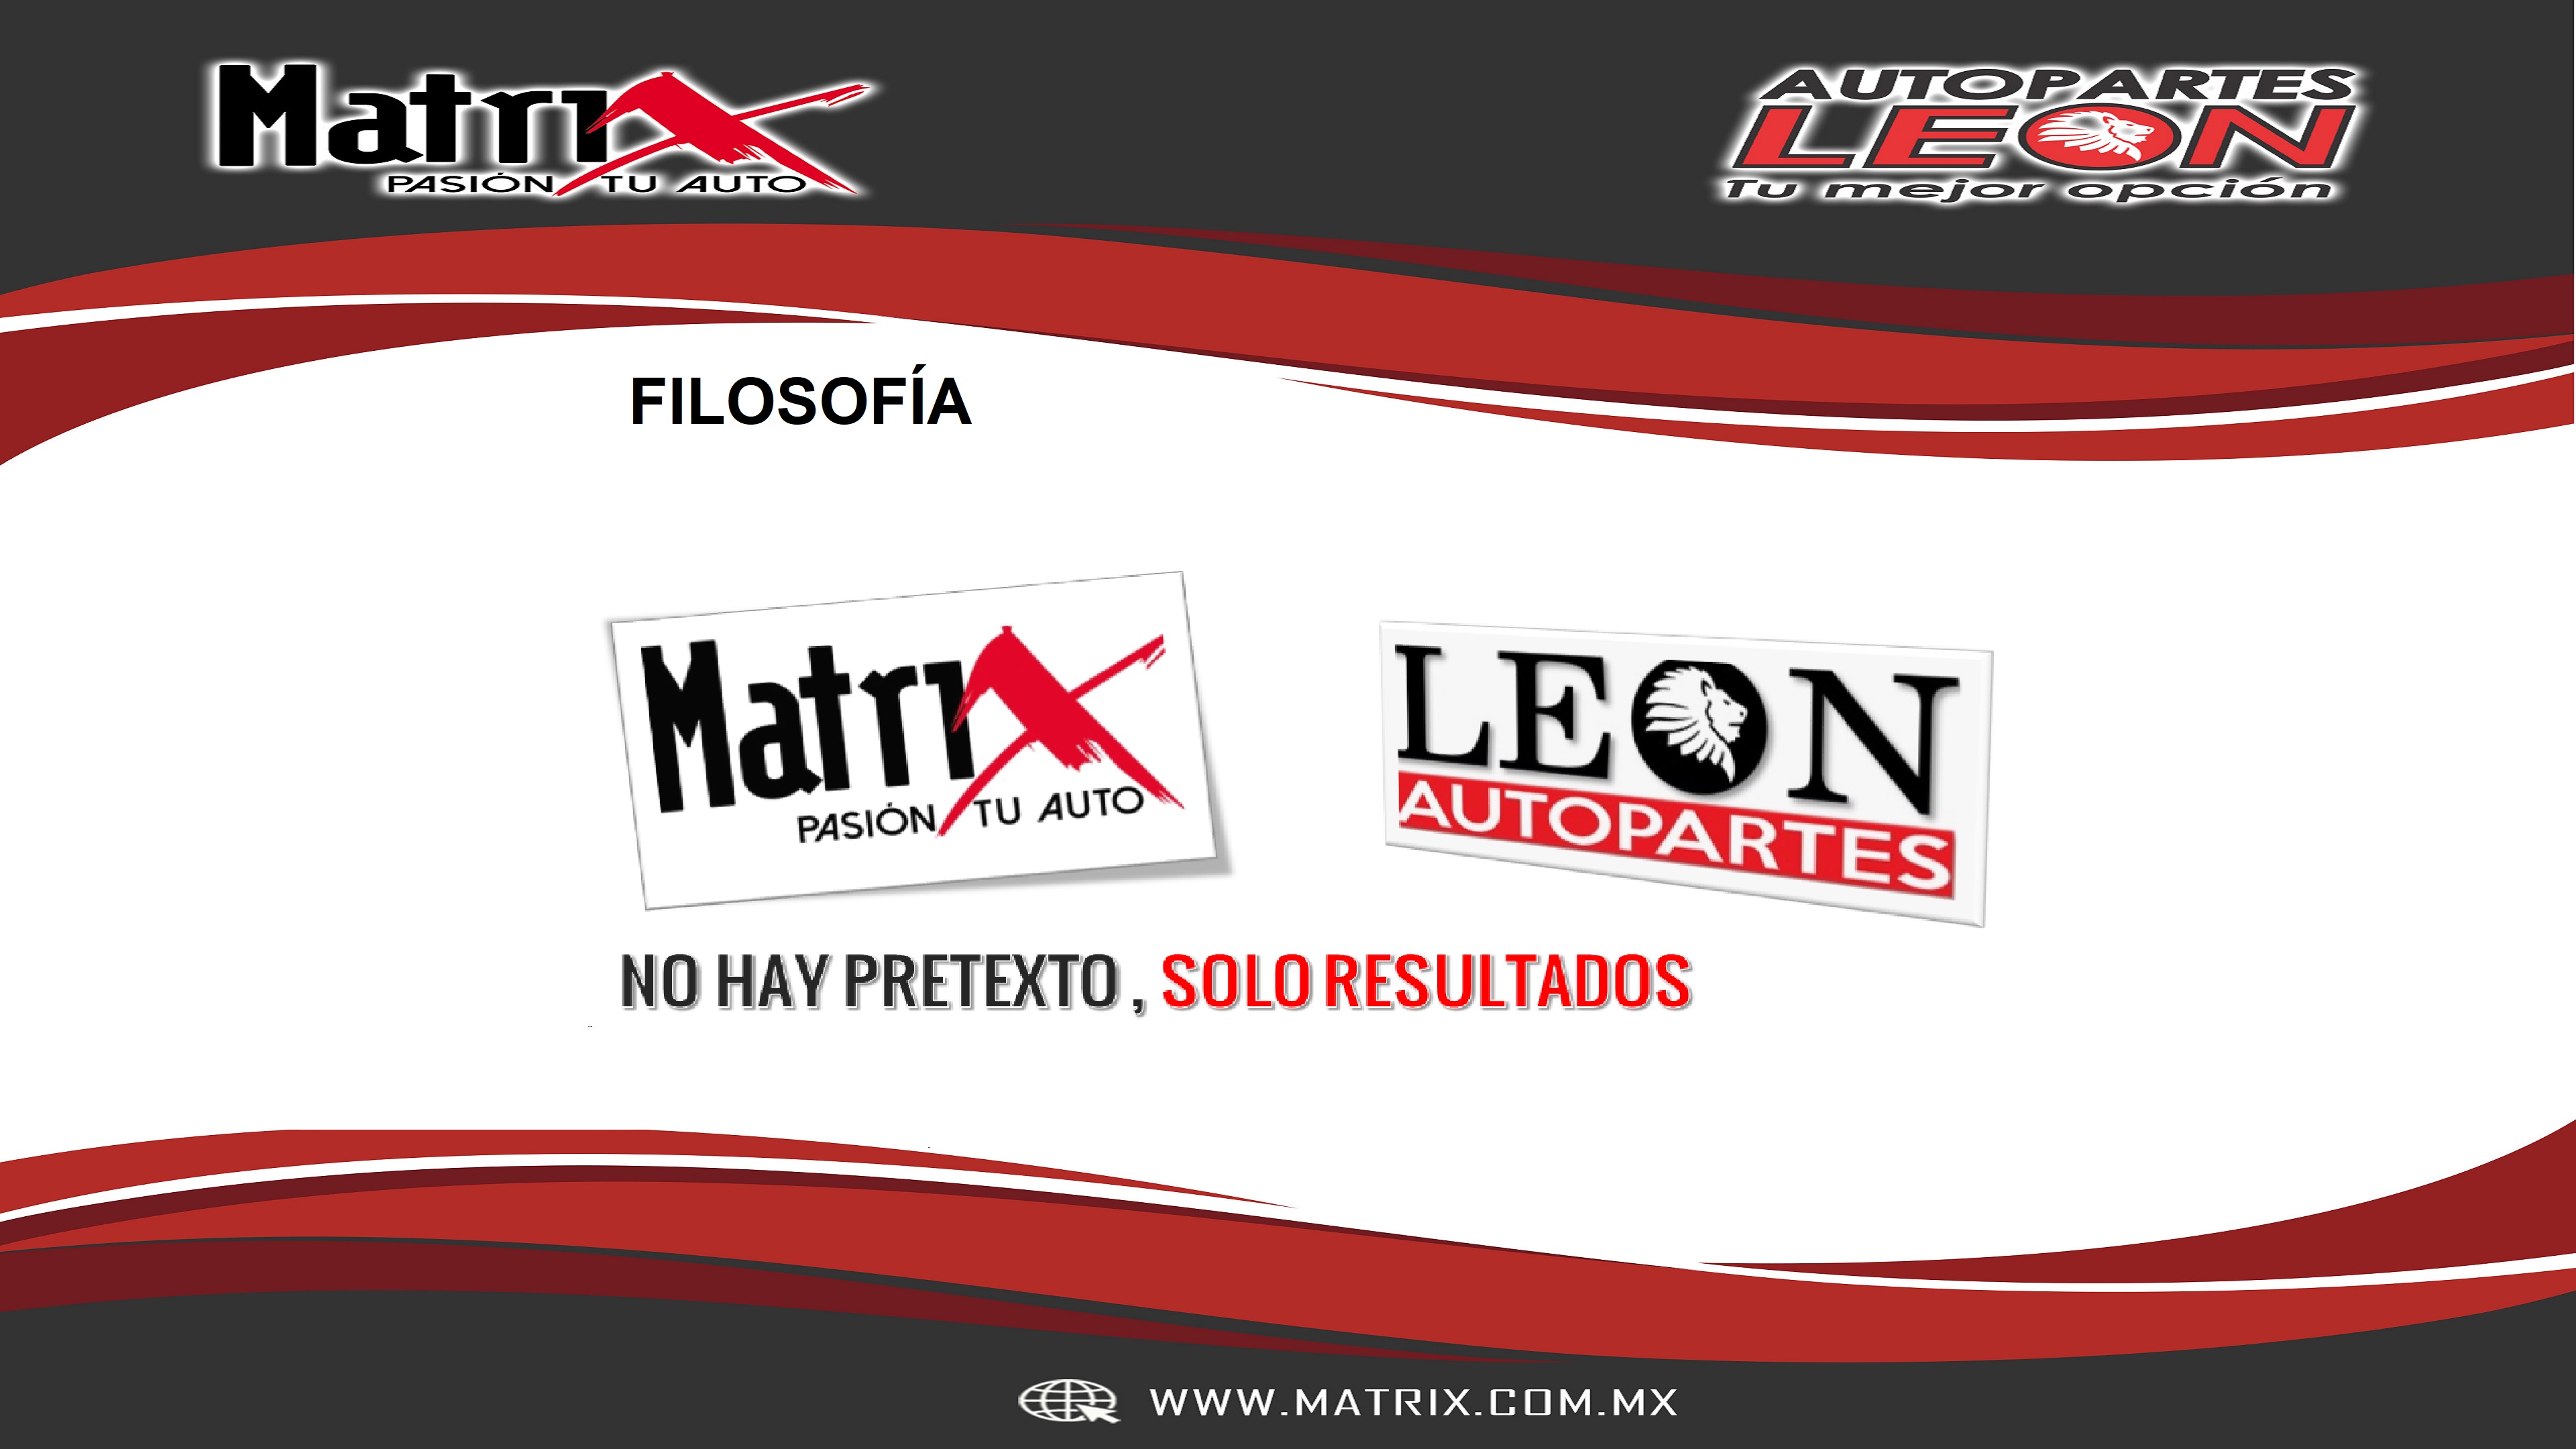 Matrix
PASIÓN X TU AUTO
AUTOPARTES
LEON
Tu mejor opción
FILOSOFÍA
Matrix
PASIÓN X TU AUTO
LEON
AUTOPARTES
NO HAY PRETEXTO , SOLO RESULTADOS
WWW.MATRIX.COM.MX